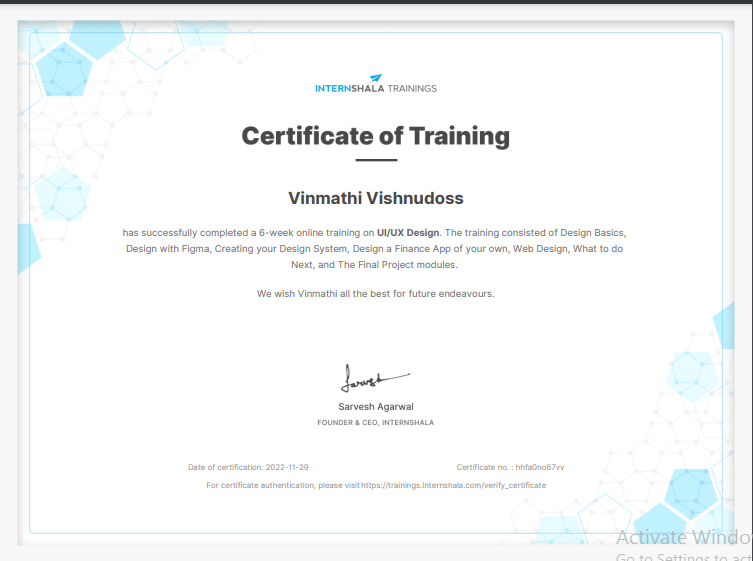 INTERNSHALA TRAININGS
Certificate of Training
Vinmathi Vishnudoss
has successfully completed a 6-week online training on UI/UX Design. The training consisted of Design Basics,
Design with Figma, Creating your Design System, Design a Finance App of your own, Web Design, What to do
Next, and The Final Project modules.
We wish Vinmathi all the best for future endeavours.
Sarvesh
Sarvesh Agarwal
FOUNDER & CEO, INTERNSHALA
Date of certification: 2022-11-29 Certificate no. : hhfa0no67vv
For certificate authentication, please visit https://trainings.internshala.com/verify_certificate
Activate Windo
Go to Settings to act